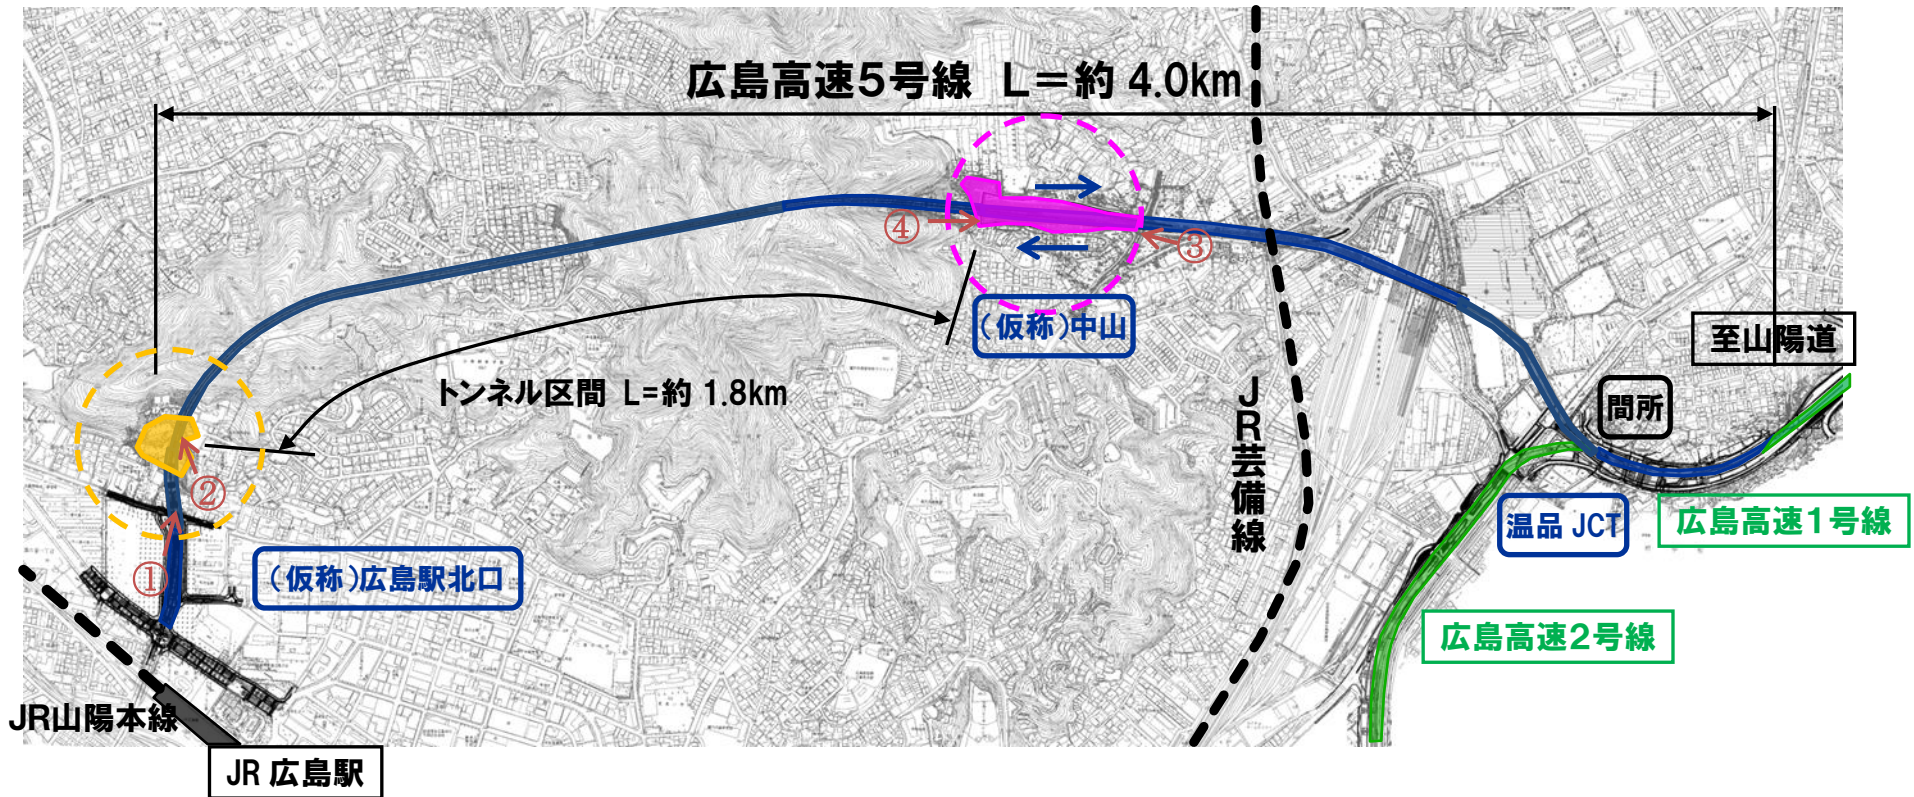 広島高速5号線 L＝約 4.0km
④
③
(仮称)中山
至山陽道
トンネル区間 L=約 1.8km
JR芸備線
間所
②
①
(仮称)広島駅北口
温品 JCT
広島高速1号線
広島高速2号線
JR山陽本線
JR 広島駅